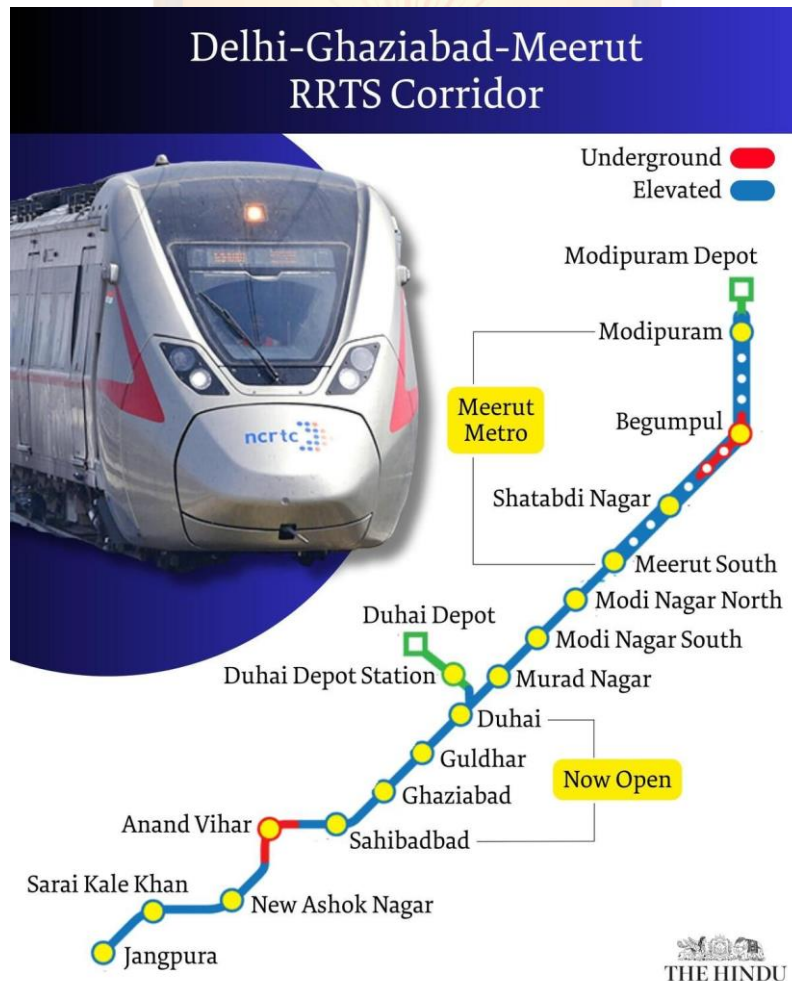 Delhi-Ghaziabad-Meerut
RRTS Corridor
Underground
Elevated
Modipuram Depot
Modipuram
Meerut
Metro
Begumpul
Shatabdi Nagar
Meerut South
Modi Nagar North
Duhai Depot
Modi Nagar South
Duhai Depot Station
Murad Nagar
Duhai
Guldhar
Now Open
Ghaziabad
Anand Vihar
Sahibadbad
Sarai Kale Khan
New Ashok Nagar
Jangpura
ncrtc
THE HINDU